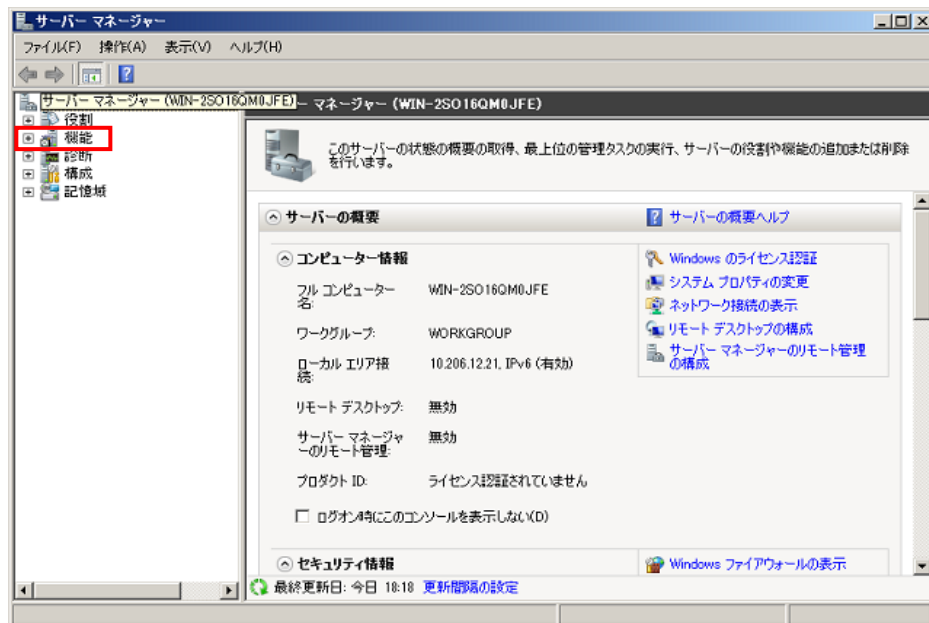 サーバー マネージャー
ファイル(F) 操作(A) 表示(V) ヘルプ(H)
サーバー マネージャー (WIN-2SO16QM0JFE)
ー マネージャー (WIN-2SO16QM0JFE)
役割
機能
診断
構成
記憶域
このサーバーの状態の概要の取得、最上位の管理タスクの実行、サーバーの役割や機能の追加または削除
を行います。
サーバーの概要
サーバーの概要ヘルプ
コンピューター情報
フル コンピューター
名:
WIN-2SO16QM0JFE
ワークグループ:
WORKGROUP
ローカル エリア接
続:
10.206.12.21, IPv6 (有効)
リモート デスクトップ:
無効
サーバー マネージャ
ーのリモート管理:
無効
プロダクト ID:
ライセンス認証されていません
ログオン時にこのコンソールを表示しない(D)
Windows のライセンス認証
システム プロパティの変更
ネットワーク接続の表示
リモート デスクトップの構成
サーバー マネージャーのリモート管理
の構成
セキュリティ情報
Windows ファイアウォールの表示
最終更新日: 今日 18:18 更新間隔の設定